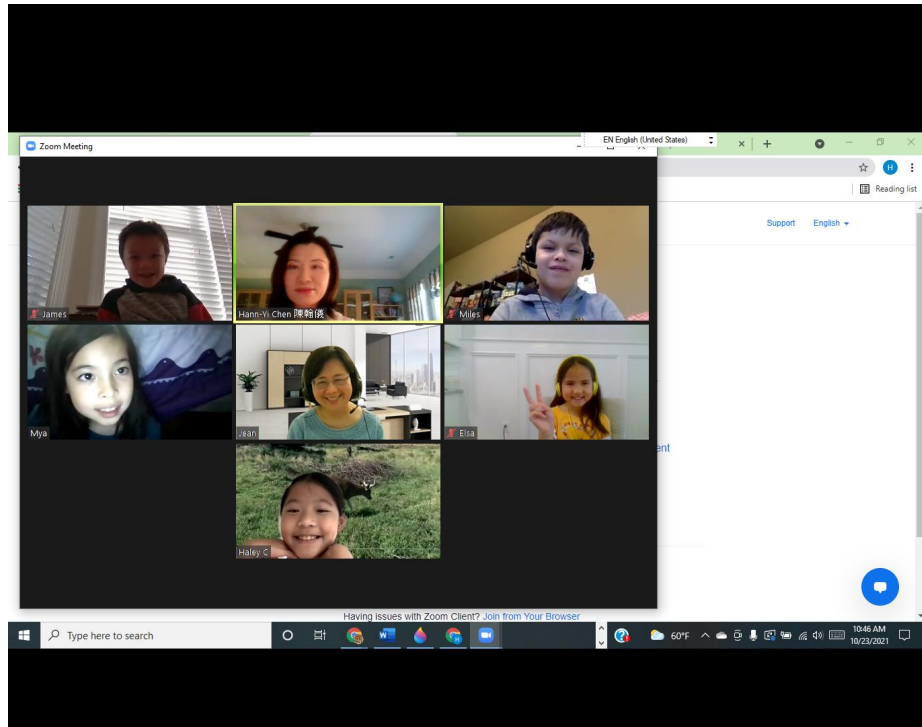 Zoom Meeting
EN English (United States)
H
Reading list
Support English
James
Hann-Yi Chen 陳翰儀
Miles
Mya
Jean
Elsa
ent
Haley C
Having issues with Zoom Client? Join from Your Browser
Type here to search
60°F
10:46 AM
10/23/2021